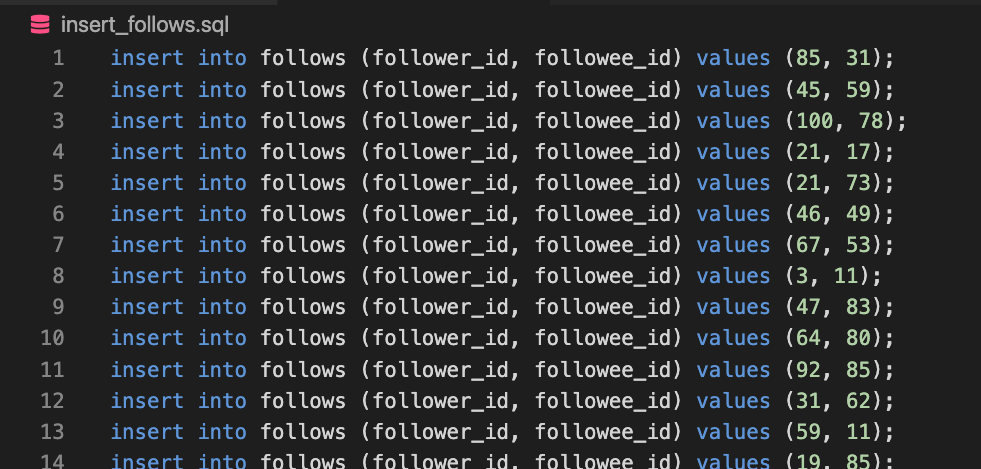 insert_follows.sql
1 insert into follows (follower_id, followee_id) values (85, 31);
2 insert into follows (follower_id, followee_id) values (45, 59);
3 insert into follows (follower_id, followee_id) values (100, 78);
4 insert into follows (follower_id, followee_id) values (21, 17);
5 insert into follows (follower_id, followee_id) values (21, 73);
6 insert into follows (follower_id, followee_id) values (46, 49);
7 insert into follows (follower_id, followee_id) values (67, 53);
8 insert into follows (follower_id, followee_id) values (3, 11);
9 insert into follows (follower_id, followee_id) values (47, 83);
10 insert into follows (follower_id, followee_id) values (64, 80);
11 insert into follows (follower_id, followee_id) values (92, 85);
12 insert into follows (follower_id, followee_id) values (31, 62);
13 insert into follows (follower_id, followee_id) values (59, 11);
14 insert into follows (follower_id, followee_id) values (19, 85);